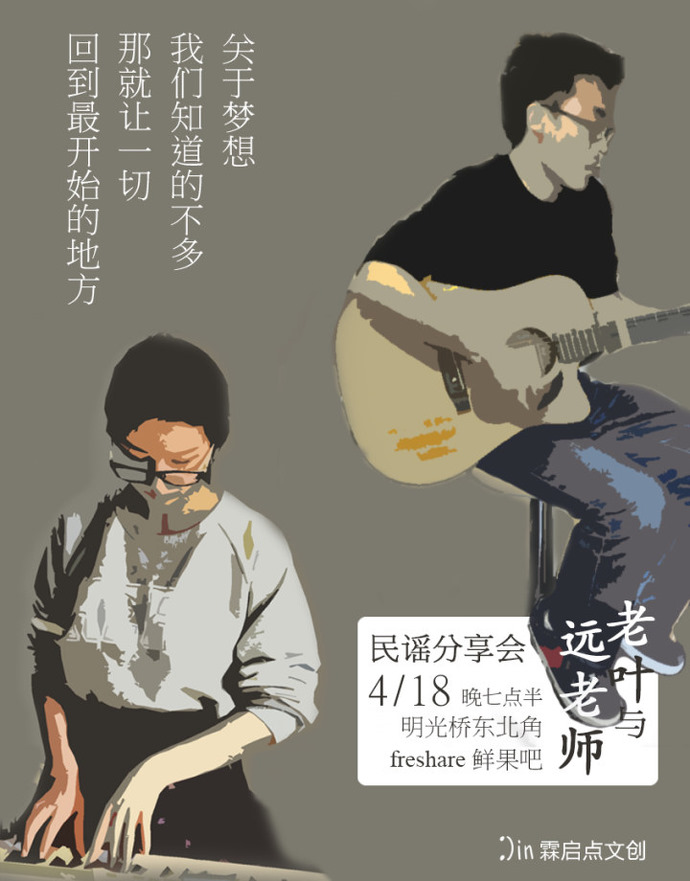 关于梦想
我们知道的不多
那就让一切
回到最开始的地方
民谣分享会
4/18 晚七点半
明光桥东北角
freshare 鲜果吧
老叶与
远老师
:)in 霖启点文创